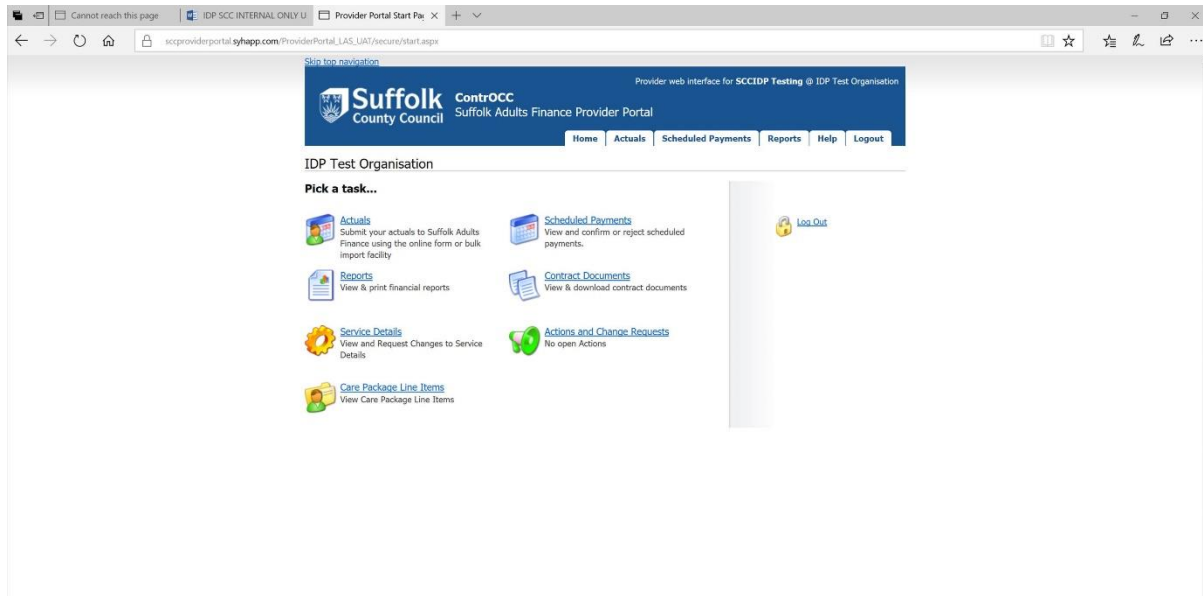 Cannot reach this page
IDP SCC INTERNAL ONLY U
Provider Portal Start Pa
sccproviderportal.syhapp.com/ProviderPortal_LAS_UAT/secure/start.aspx
Skip top navigation
Provider web interface for SCCIDP Testing @ IDP Test Organisation
Suffolk
County Council
ContrOCC
Suffolk Adults Finance Provider Portal
Home Actuals Scheduled Payments Reports Help Logout
IDP Test Organisation
Pick a task...
Actuals
Submit your actuals to Suffolk Adults
Finance using the online form or bulk
import facility
Scheduled Payments
View and confirm or reject scheduled
payments.
Log Out
Reports
View & print financial reports
Contract Documents
View & download contract documents
Service Details
View and Request Changes to Service
Details
Actions and Change Requests
No open Actions
Care Package Line Items
View Care Package Line Items